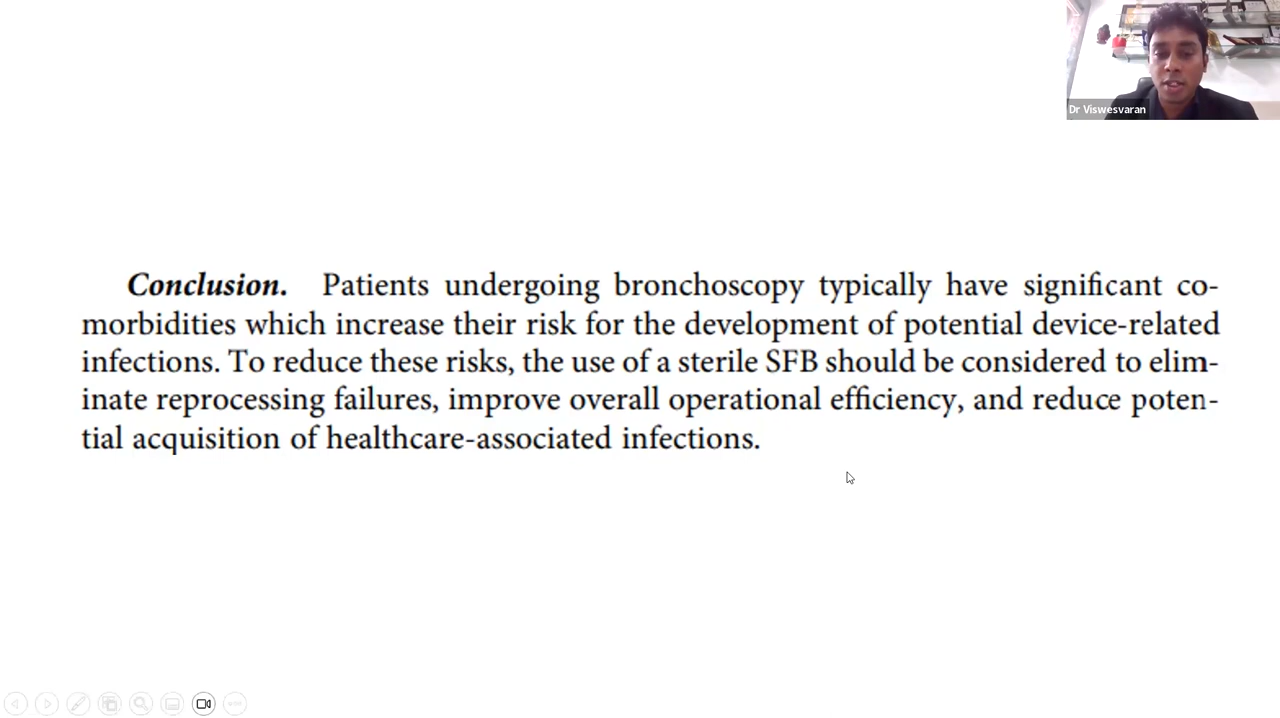 Dr Viswesvaran
Conclusion. Patients undergoing bronchoscopy typically have significant co-
morbidities which increase their risk for the development of potential device-related
infections. To reduce these risks, the use of a sterile SFB should be considered to elim-
inate reprocessing failures, improve overall operational efficiency, and reduce poten-
tial acquisition of healthcare-associated infections.